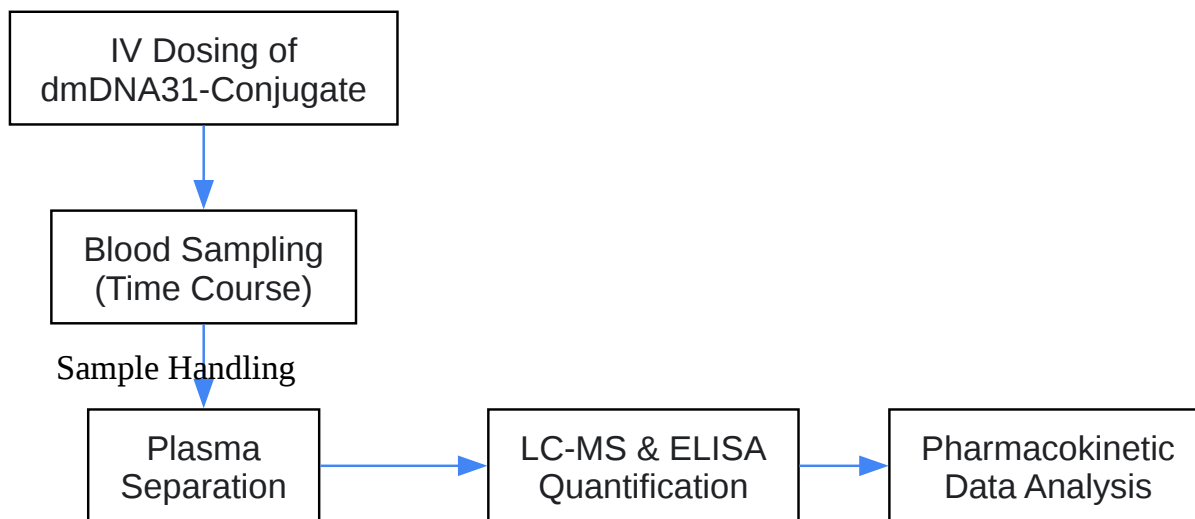 IV Dosing of
dmDNA31-Conjugate
Blood Sampling
(Time Course)
Sample Handling
Plasma
Separation
LC-MS & ELISA
Quantification
Pharmacokinetic
Data Analysis